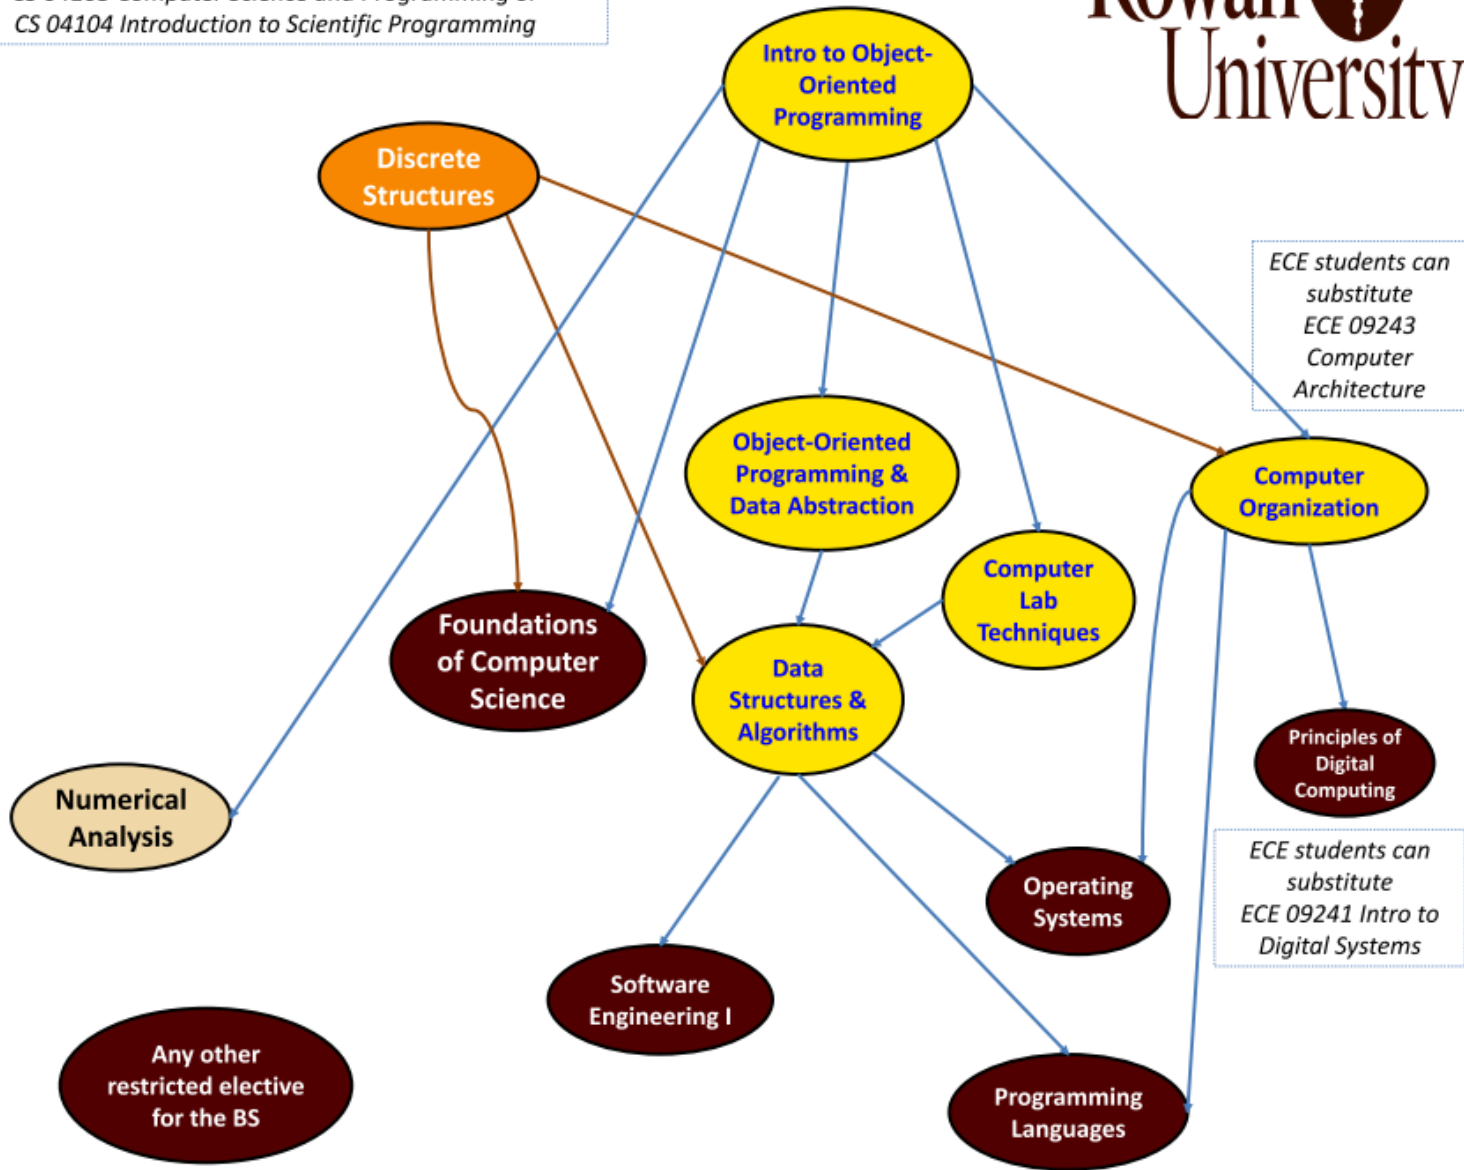 CS 04104 Introduction to Scientific Programming
Rowan
University
Intro to Object-
Oriented
Programming
Discrete
Structures
ECE students can
substitute
ECE 09243
Computer
Architecture
Object-Oriented
Programming &
Data Abstraction
Computer
Organization
Computer
Lab
Techniques
Foundations
of Computer
Science
Data
Structures &
Algorithms
Principles of
Digital
Computing
Numerical
Analysis
ECE students can
substitute
ECE 09241 Intro to
Digital Systems
Operating
Systems
Software
Engineering I
Any other
restricted elective
for the BS
Programming
Languages